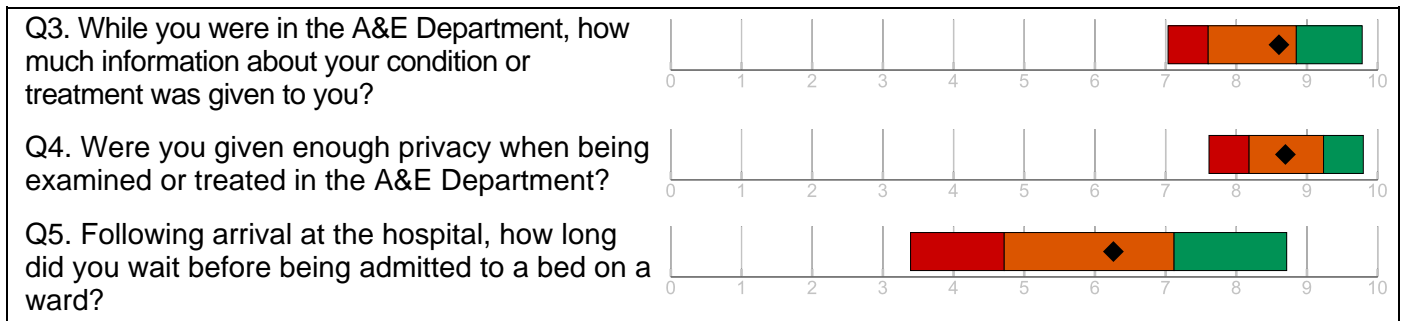 Q3. While you were in the A&E Department, how
much information about your condition or
treatment was given to you?
0 1 2 3 4 5 6 7 8 9 10
Q4. Were you given enough privacy when being
examined or treated in the A&E Department?
0 1 2 3 4 5 6 7 8 9 10
Q5. Following arrival at the hospital, how long
did you wait before being admitted to a bed on a
ward?
0 1 2 3 4 5 6 7 8 9 10